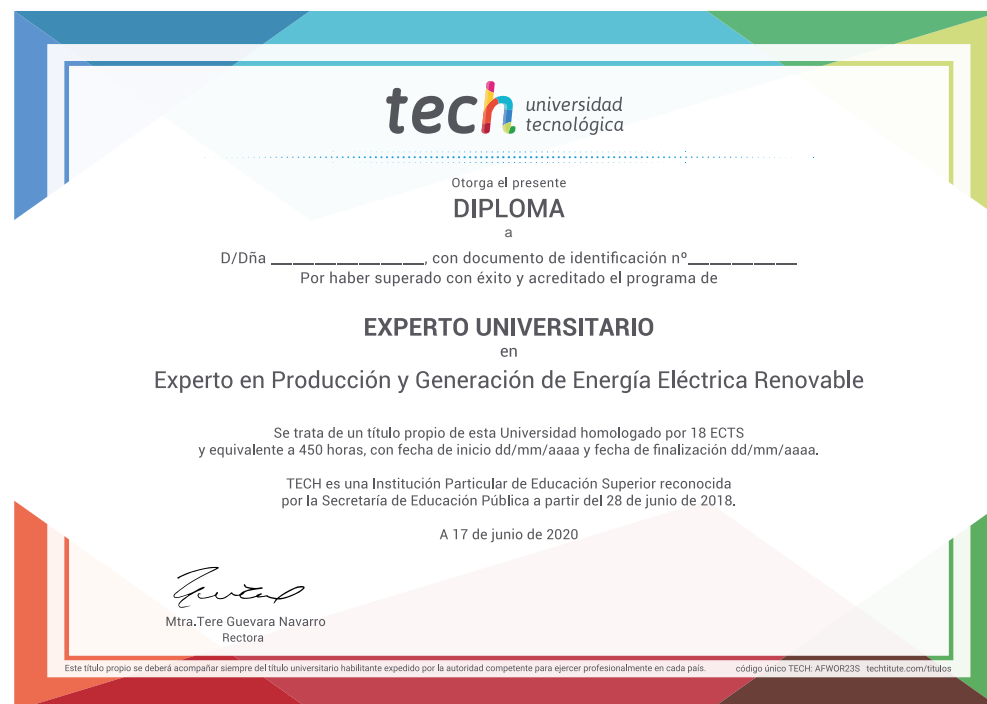 tech universidad
tecnológica
Otorga el presente
DIPLOMA
a
D/Dña ______________, con documento de identificación nº__________
Por haber superado con éxito y acreditado el programa de
EXPERTO UNIVERSITARIO
en
Experto en Producción y Generación de Energía Eléctrica Renovable
Se trata de un título propio de esta Universidad homologado por 18 ECTS
y equivalente a 450 horas, con fecha de inicio dd/mm/aaaa y fecha de finalización dd/mm/aaaa.
TECH es una Institución Particular de Educación Superior reconocida
por la Secretaría de Educación Pública a partir del 28 de junio de 2018.
A 17 de junio de 2020
Mtra.Tere Guevara Navarro
Rectora
Este título propio se deberá acompañar siempre del título universitario habilitante expedido por la autoridad competente para ejercer profesionalmente en cada país. código único TECH: AFWOR23S techtitute.com/titulos